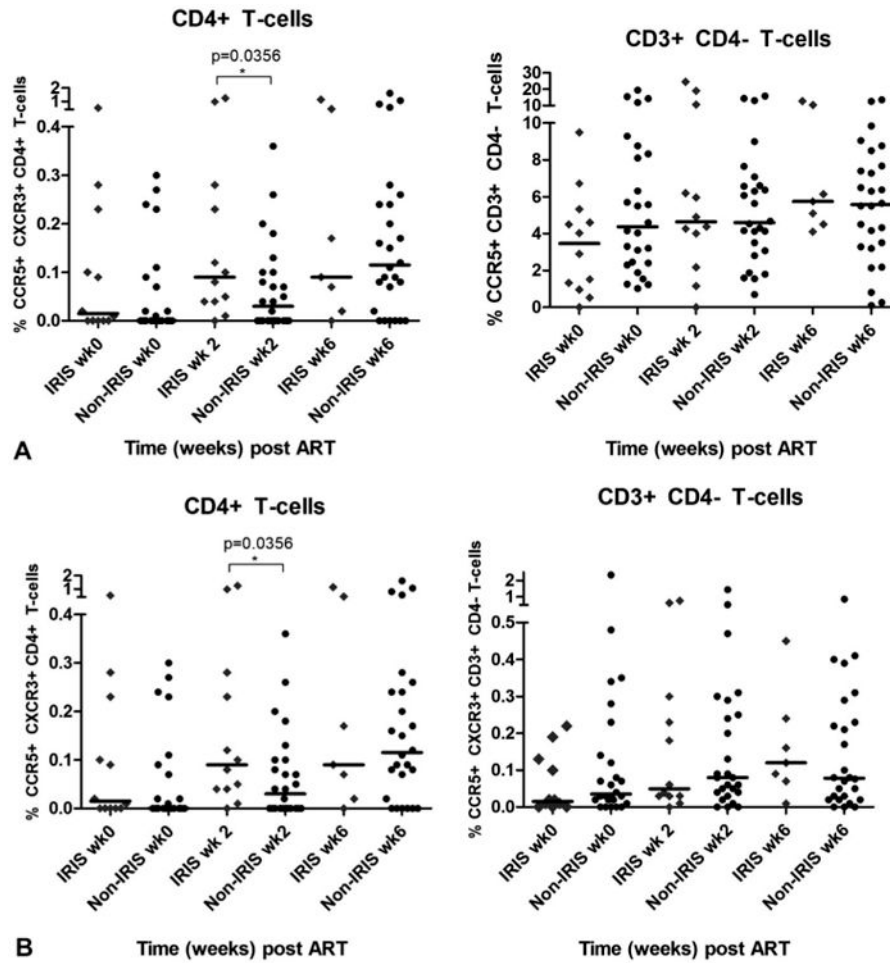 CD4+ T-cells
p=0.0356
*
% CCR5+ CXCR3+ CD4+ T-cells
2
1
0.4
0.3
0.2
0.1
0.0
IRIS wk0
Non-IRIS wk0
IRIS wk 2
Non-IRIS wk2
IRIS wk6
Non-IRIS wk6
Time (weeks) post ART
CD3+ CD4- T-cells
% CCR5+ CD3+ CD4- T-cells
30
20
10
10
8
6
4
2
0
IRIS wk0
Non-IRIS wk0
IRIS wk 2
Non-IRIS wk2
IRIS wk6
Non-IRIS wk6
Time (weeks) post ART
A
CD4+ T-cells
p=0.0356
*
% CCR5+ CXCR3+ CD4+ T-cells
2
1
0.4
0.3
0.2
0.1
0.0
IRIS wk0
Non-IRIS wk0
IRIS wk 2
Non-IRIS wk2
IRIS wk6
Non-IRIS wk6
Time (weeks) post ART
CD3+ CD4- T-cells
% CCR5+ CXCR3+ CD3+ CD4- T-cells
2
1
0.5
0.4
0.3
0.2
0.1
0.0
IRIS wk0
Non-IRIS wk0
IRIS wk 2
Non-IRIS wk2
IRIS wk6
Non-IRIS wk6
Time (weeks) post ART
B